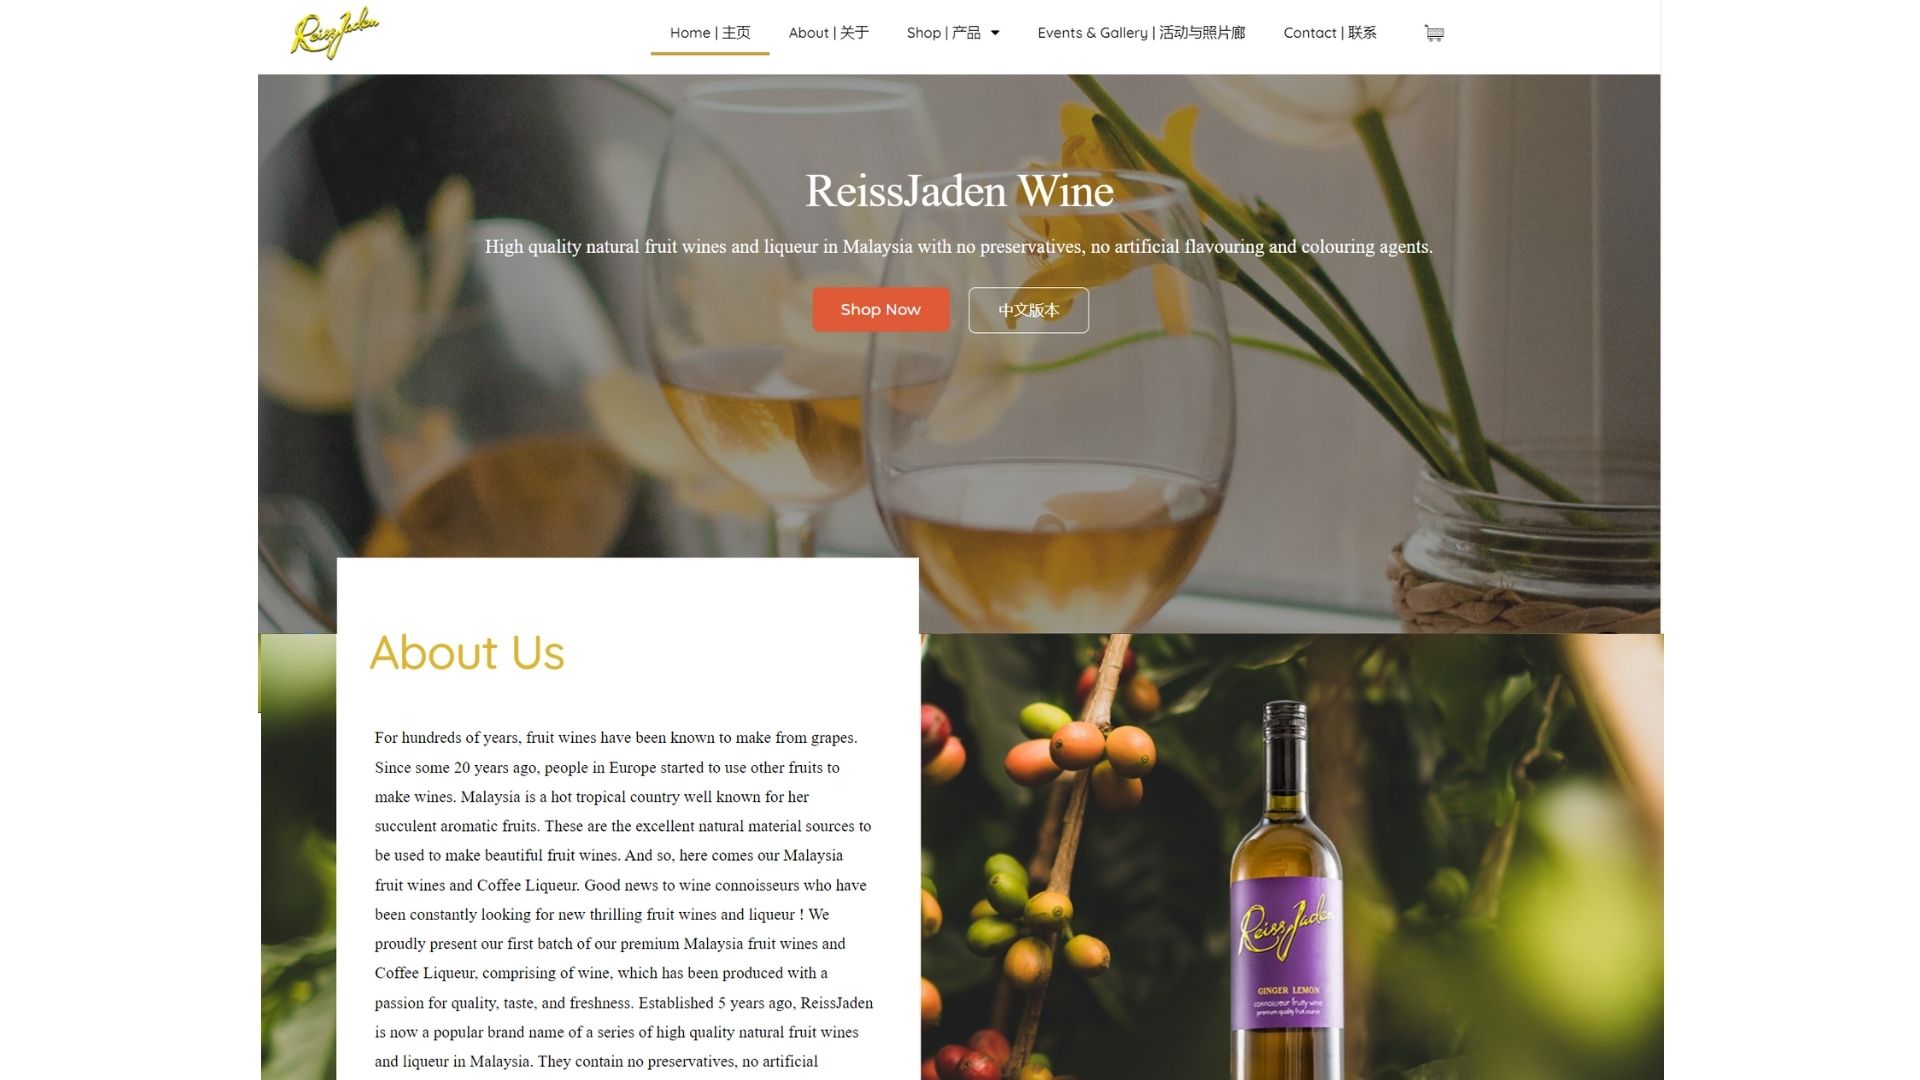 ReissJaden
Home | 主页
About | 关于
Shop | 产品
Events & Gallery | 活动与照片廊
Contact | 联系
ReissJaden Wine
High quality natural fruit wines and liqueur in Malaysia with no preservatives, no artificial flavouring and colouring agents.
Shop Now
中文版本
About Us
For hundreds of years, fruit wines have been known to make from grapes.
Since some 20 years ago, people in Europe started to use other fruits to
make wines. Malaysia is a hot tropical country well known for her
succulent aromatic fruits. These are the excellent natural material sources to
be used to make beautiful fruit wines. And so, here comes our Malaysia
fruit wines and Coffee Liqueur. Good news to wine connoisseurs who have
been constantly looking for new thrilling fruit wines and liqueur ! We
proudly present our first batch of our premium Malaysia fruit wines and
Coffee Liqueur, comprising of wine, which has been produced with a
passion for quality, taste, and freshness. Established 5 years ago, ReissJaden
is now a popular brand name of a series of high quality natural fruit wines
and liqueur in Malaysia. They contain no preservatives, no artificial
ReissJaden
GINGER LEMON
connoisseur fruity wine
premium quality fruit source